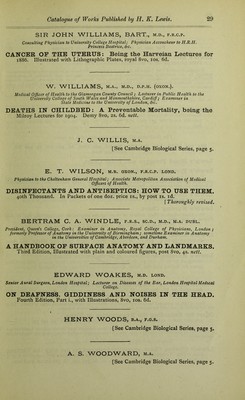 Catalogue of Works Published by H. K. Lewis. 29
SIR JOHN WILLIAMS, BART., M.D., F.R.C.P.
Consulting Physician to University College Hospital; Physician Accoucheur to H.R.H.
Princess Beatrice, &c.
CANCER OF THE UTERUS: Being the Harveian Lectures for
1886. Illustrated with Lithographic Plates, royal 8vo, 10s. 6d.
W. WILLIAMS, M.A., M.D., D.P.H. (OXON.).
Medical Officer of Health to the Glamorgan County Council; Lecturer in Public Health to the
University College of South Wales and Monmouthshire, Cardiff; Examiner in
State Medicine to the University of London, &c.
DEATHS IN CHILDBED: A Preventable Mortality, being the
Milroy Lectures for 1904. Demy 8vo, 2s. 6d. nett.
J. C. WILLIS, M.A.
[See Cambridge Biological Series, page 5.
E. T. WILSON, M.B. OXON., F.R.C.P. LOND.
Physician to the Cheltenham General Hospital; Associate Metropolitan Association of Medical
Officers of Health.
DISINFECTANTS AND ANTISEPTICS: HOW TO USE THEM.
40th Thousand. In Packets of one doz. price 1s., by post 1s. 1d.
[Thoroughly revised.
BERTRAM C. A. WINDLE, F.R.S., SC.D., M.D., M.A. DUBL.
President, Queen's College, Cork; Examiner in Anatomy, Royal College of Physicians, London;
formerly Professor of Anatomy in the University of Birmingham; sometime Examiner in Anatomy
to the Universities of Cambridge, Aberdeen, and Durham.
A HANDBOOK OF SURFACE ANATOMY AND LANDMARKS.
Third Edition, Illustrated with plain and coloured figures, post 8vo, 4s. nett.
EDWARD WOAKES, M.D. LOND.
Senior Aural Surgeon, London Hospital; Lecturer on Diseases of the Ear, London Hospital Medical
College.
ON DEAFNESS, GIDDINESS AND NOISES IN THE HEAD.
Fourth Edition, Part i., with Illustrations, 8vo, 10s. 6d.
HENRY WOODS, B.A., F.G.S.
[See Cambridge Biological Series, page 5.
A. S. WOODWARD, M.A.
[See Cambridge Biological Series, page 5.